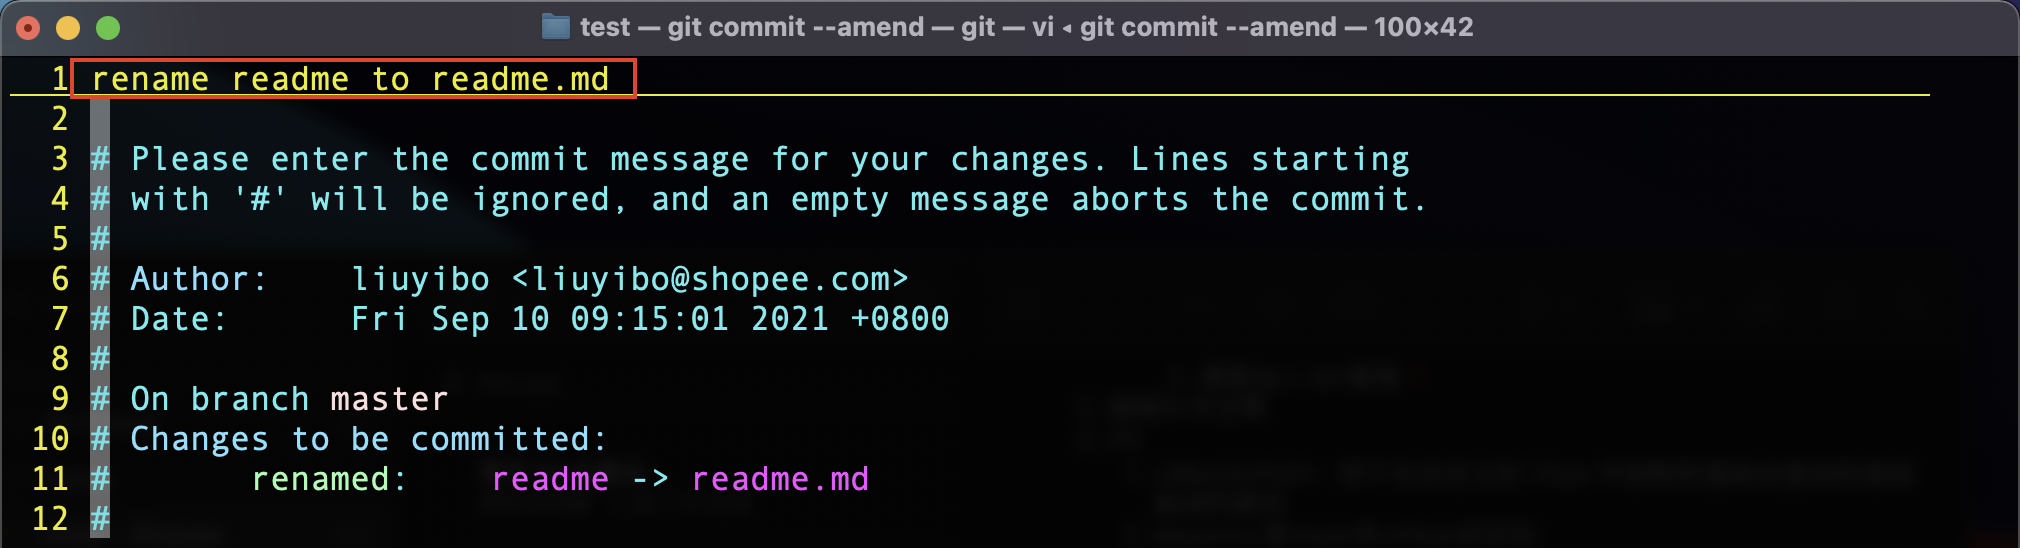 test — git commit --amend — git — vi ◂ git commit --amend — 100×42
1 rename readme to readme.md
2
3 # Please enter the commit message for your changes. Lines starting
4 # with '#' will be ignored, and an empty message aborts the commit.
5 #
6 # Author:    liuyibo <liuyibo@shopee.com>
7 # Date:      Fri Sep 10 09:15:01 2021 +0800
8 #
9 # On branch master
10 # Changes to be committed:
11 #       renamed:    readme -> readme.md
12 #